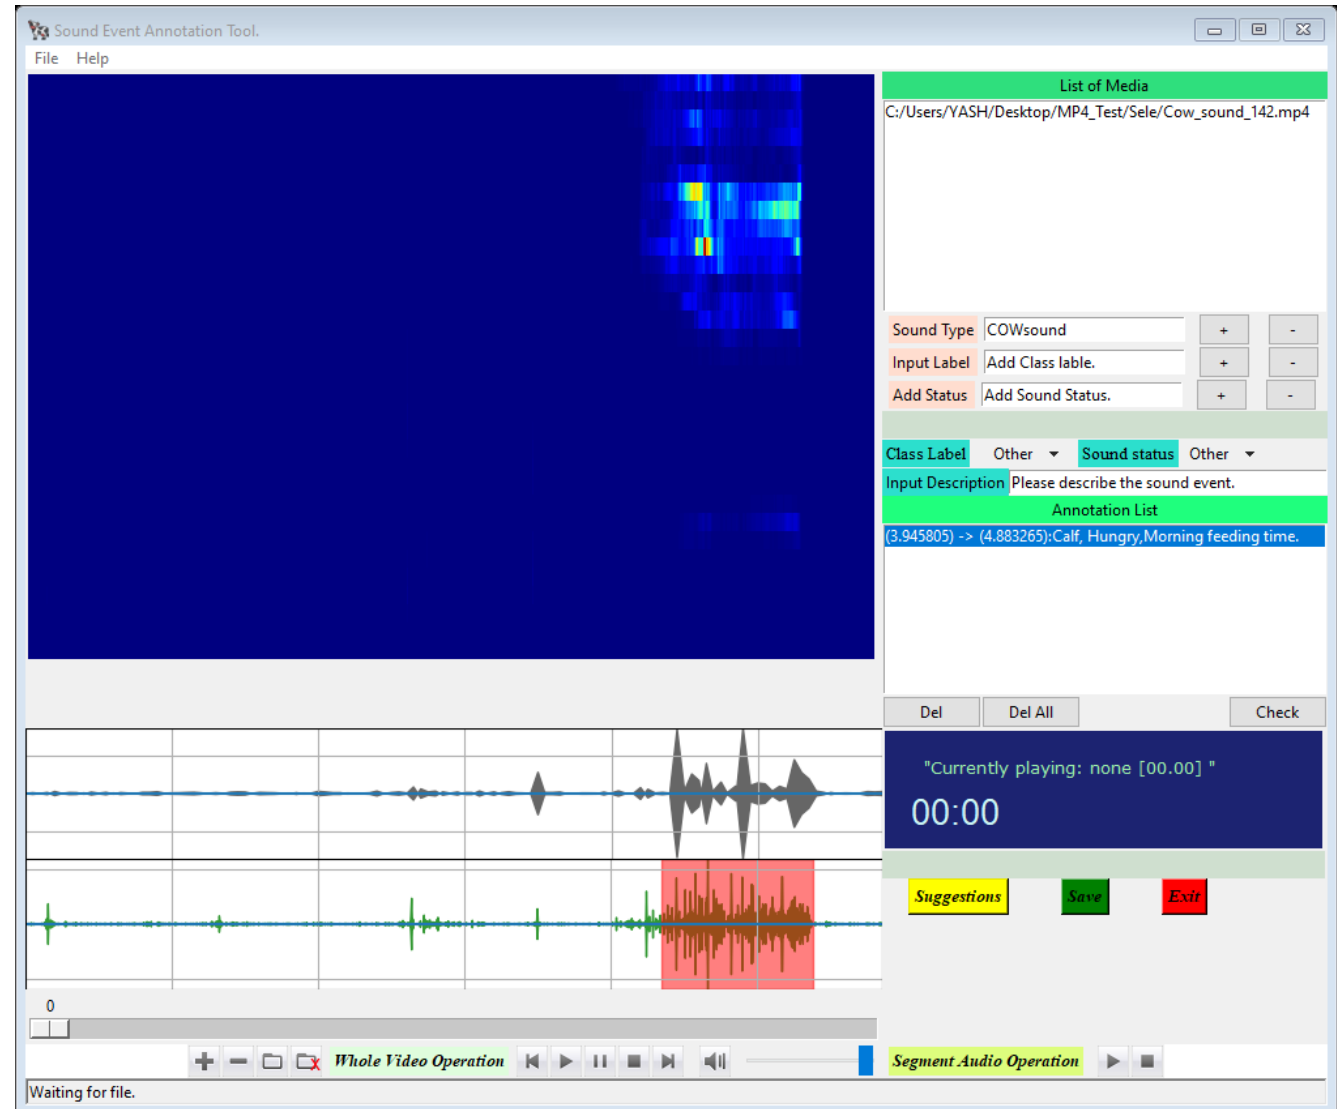 Sound Event Annotation Tool.
File Help
List of Media
C:/Users/YASH/Desktop/MP4_Test/Sele/Cow_sound_142.mp4
Sound Type COWsound + -
Input Label Add Class lable. + -
Add Status Add Sound Status. + -
Class Label Other Sound status Other
Input Description Please describe the sound event.
Annotation List
(3.945805) -> (4.883265):Calf, Hungry,Morning feeding time.
Del Del All Check
"Currently playing: none [00.00] "
00:00
Suggestions Save Exit
0
Whole Video Operation Segment Audio Operation
Waiting for file.